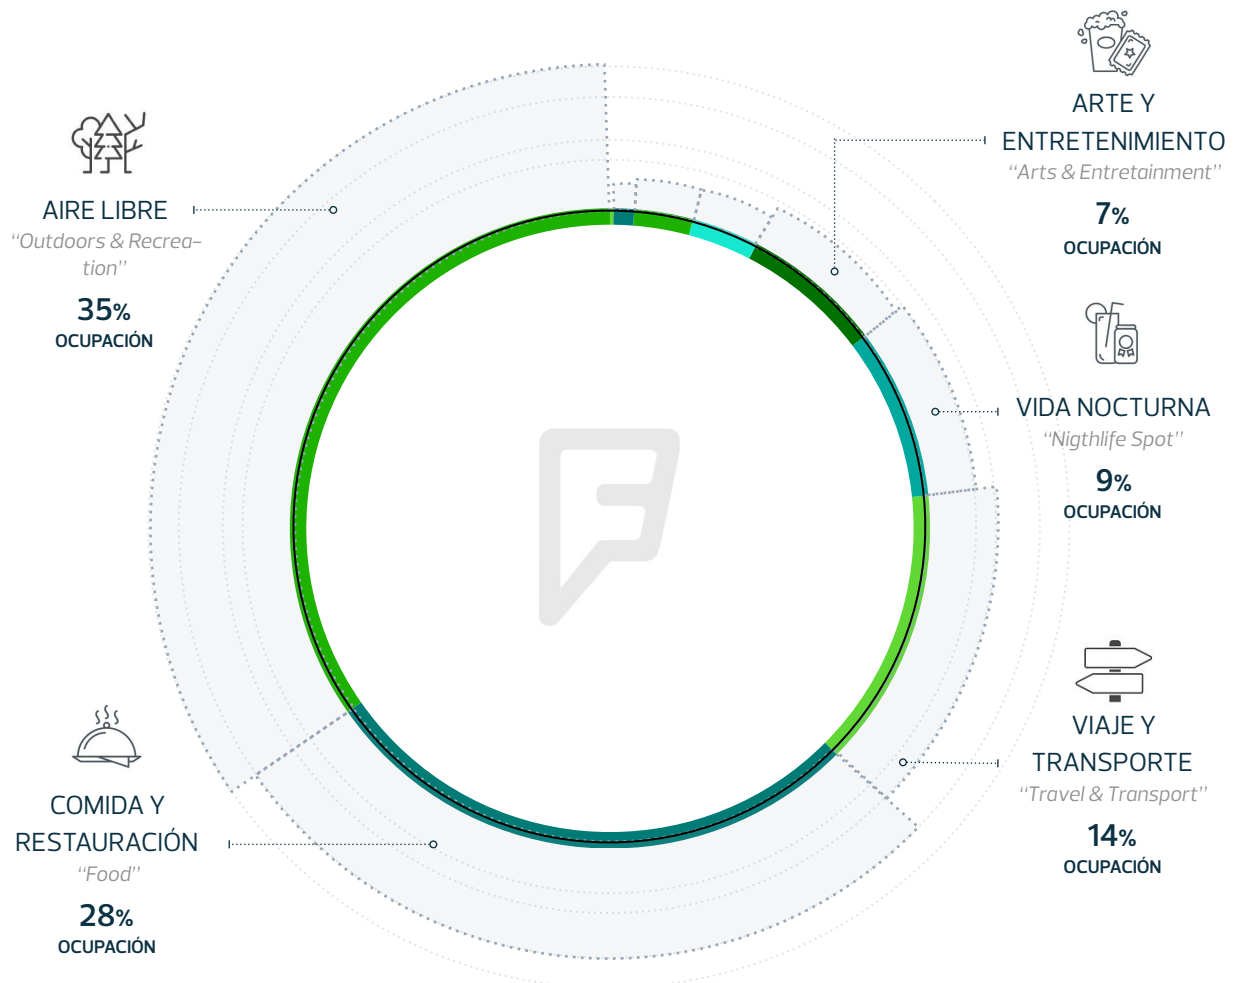 AIRE LIBRE
“Outdoors & Recrea-
tion”
35%
OCUPACIÓN
COMIDA Y
RESTAURACIÓN
“Food”
28%
OCUPACIÓN
ARTE Y
ENTRETENIMIENTO
“Arts & Entretainment”
7%
OCUPACIÓN
VIDA NOCTURNA
“Nigthlife Spot”
9%
OCUPACIÓN
VIAJE Y
TRANSPORTE
“Travel & Transport”
14%
OCUPACIÓN